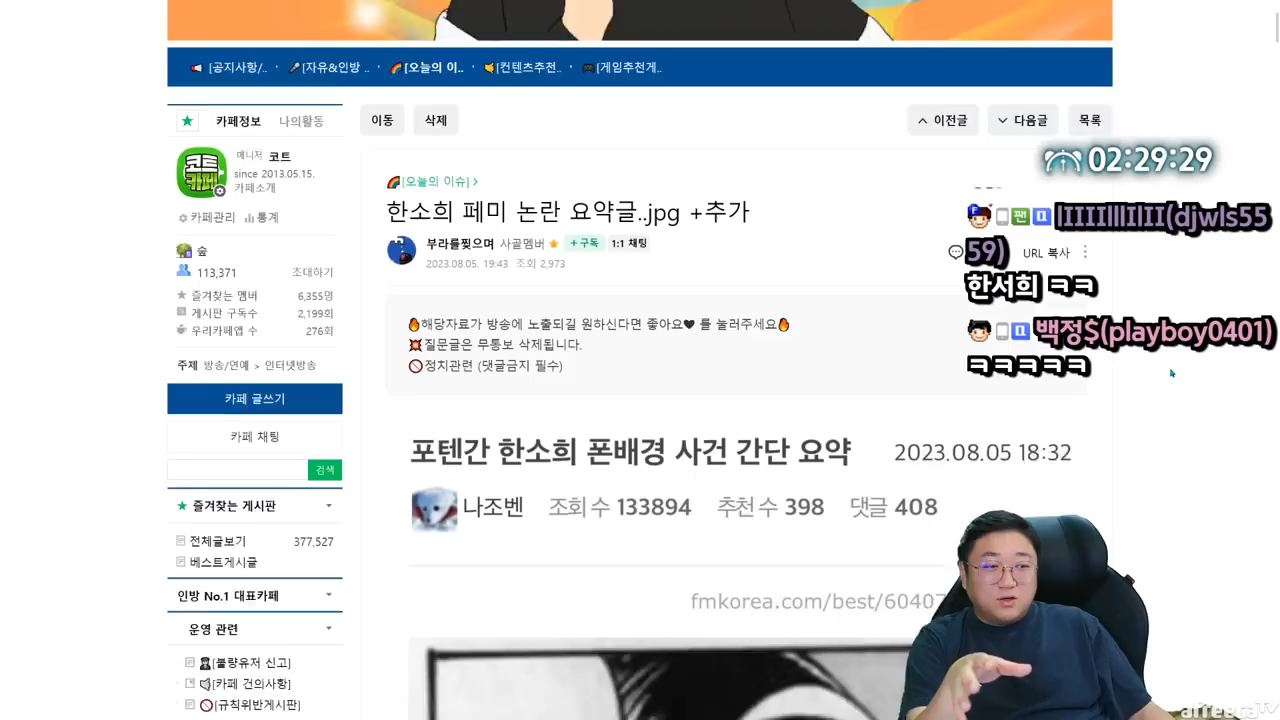 [공지사항/..
[자유&인방 ..
[오늘의 이..
[컨텐츠추천..
[게임추천게..
카페정보 나의활동
매니저 코트
since 2013.05.15.
카페소개
카페관리 통계
숲
113,371 초대하기
즐겨찾는 멤버 6,355명
게시판 구독수 2,199회
우리카페앱 수 276회
주제 방송/연예 > 인터넷방송
카페 글쓰기
카페 채팅
검색
즐겨찾는 게시판
전체글보기 377,527
베스트게시글
인방 No.1 대표카페
운영 관련
[불량유저 신고]
[카페 건의사항]
[규칙위반게시판]
이동 삭제 이전글 다음글 목록
[오늘의 이슈] >
한소희 페미 논란 요약글..jpg +추가
부라를찢으며 사골멤버 +구독 1:1 채팅
2023.08.05. 19:43 조회 2,973
URL 복사
해당자료가 방송에 노출되길 원하신다면 좋아요 를 눌러주세요
질문글은 무통보 삭제됩니다.
정치관련 (댓글금지 필수)
포텐간 한소희 폰배경 사건 간단 요약 2023.08.05 18:32
나조벤 조회 수 133894 추천 수 398 댓글 408
fmkorea.com/best/60407
02:29:29
(djwls55
59)
한서희 ㅋㅋ
백정$(playboy0401)
ㅋㅋㅋㅋㅋ
afreecaTV